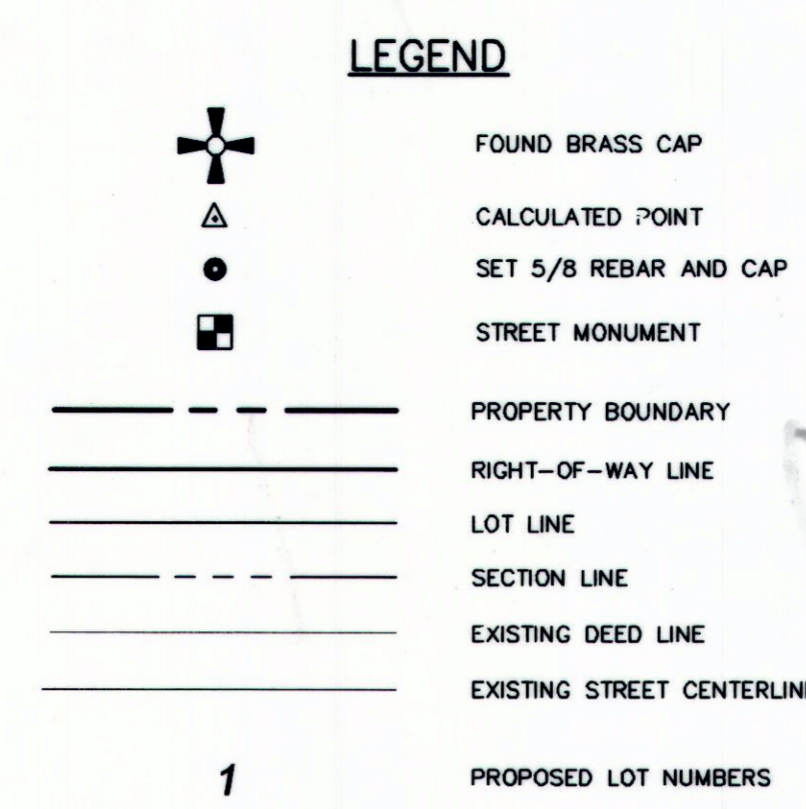 LEGEND
FOUND BRASS CAP
CALCULATED POINT
SET 5/8 REBAR AND CAP
STREET MONUMENT
PROPERTY BOUNDARY
RIGHT-OF-WAY LINE
LOT LINE
SECTION LINE
EXISTING DEED LINE
EXISTING STREET CENTERLINE
1 PROPOSED LOT NUMBERS